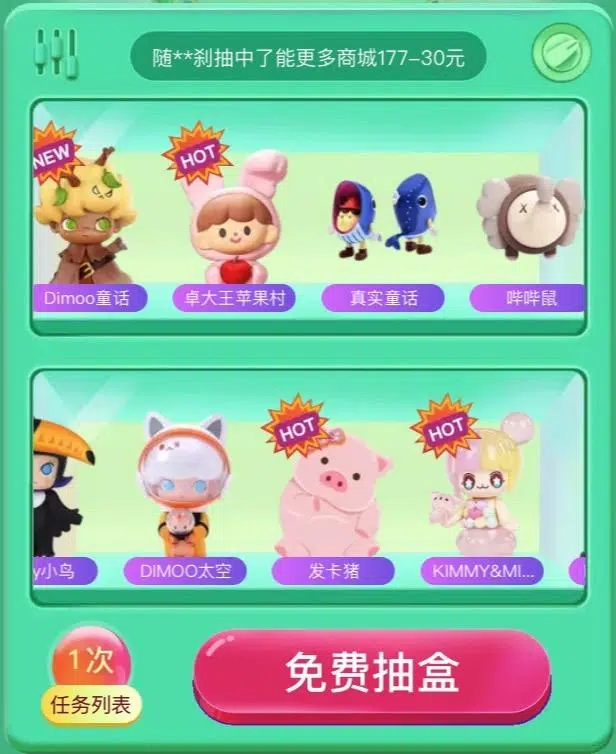 随**刹抽中了能更多商城177-30元
NEW
HOT
Dimoo童话
卓大王苹果村
真实童话
哔哔鼠
HOT
HOT
y小鸟
DIMOO太空
发卡猪
KIMMY&MI...
1次
任务列表
免费抽盒